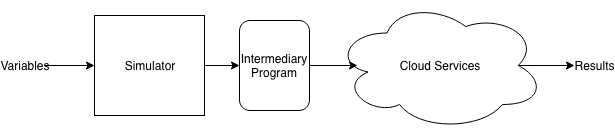 Variables
Simulator
Intermediary
Program
Cloud Services
Results